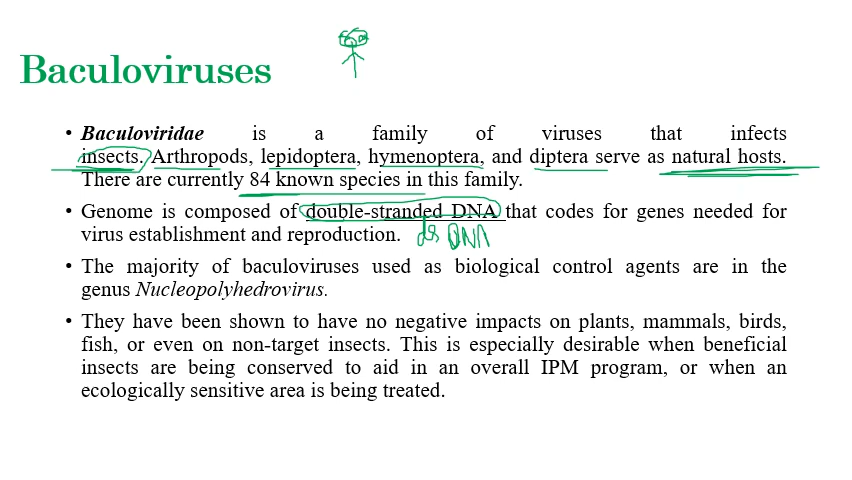 Baculoviruses
• Baculoviridae is a family of viruses that infects
insects. Arthropods, lepidoptera, hymenoptera, and diptera serve as natural hosts.
There are currently 84 known species in this family.
• Genome is composed of double-stranded DNA that codes for genes needed for
virus establishment and reproduction.
ds DNA
• The majority of baculoviruses used as biological control agents are in the
genus Nucleopolyhedrovirus.
• They have been shown to have no negative impacts on plants, mammals, birds,
fish, or even on non-target insects. This is especially desirable when beneficial
insects are being conserved to aid in an overall IPM program, or when an
ecologically sensitive area is being treated.